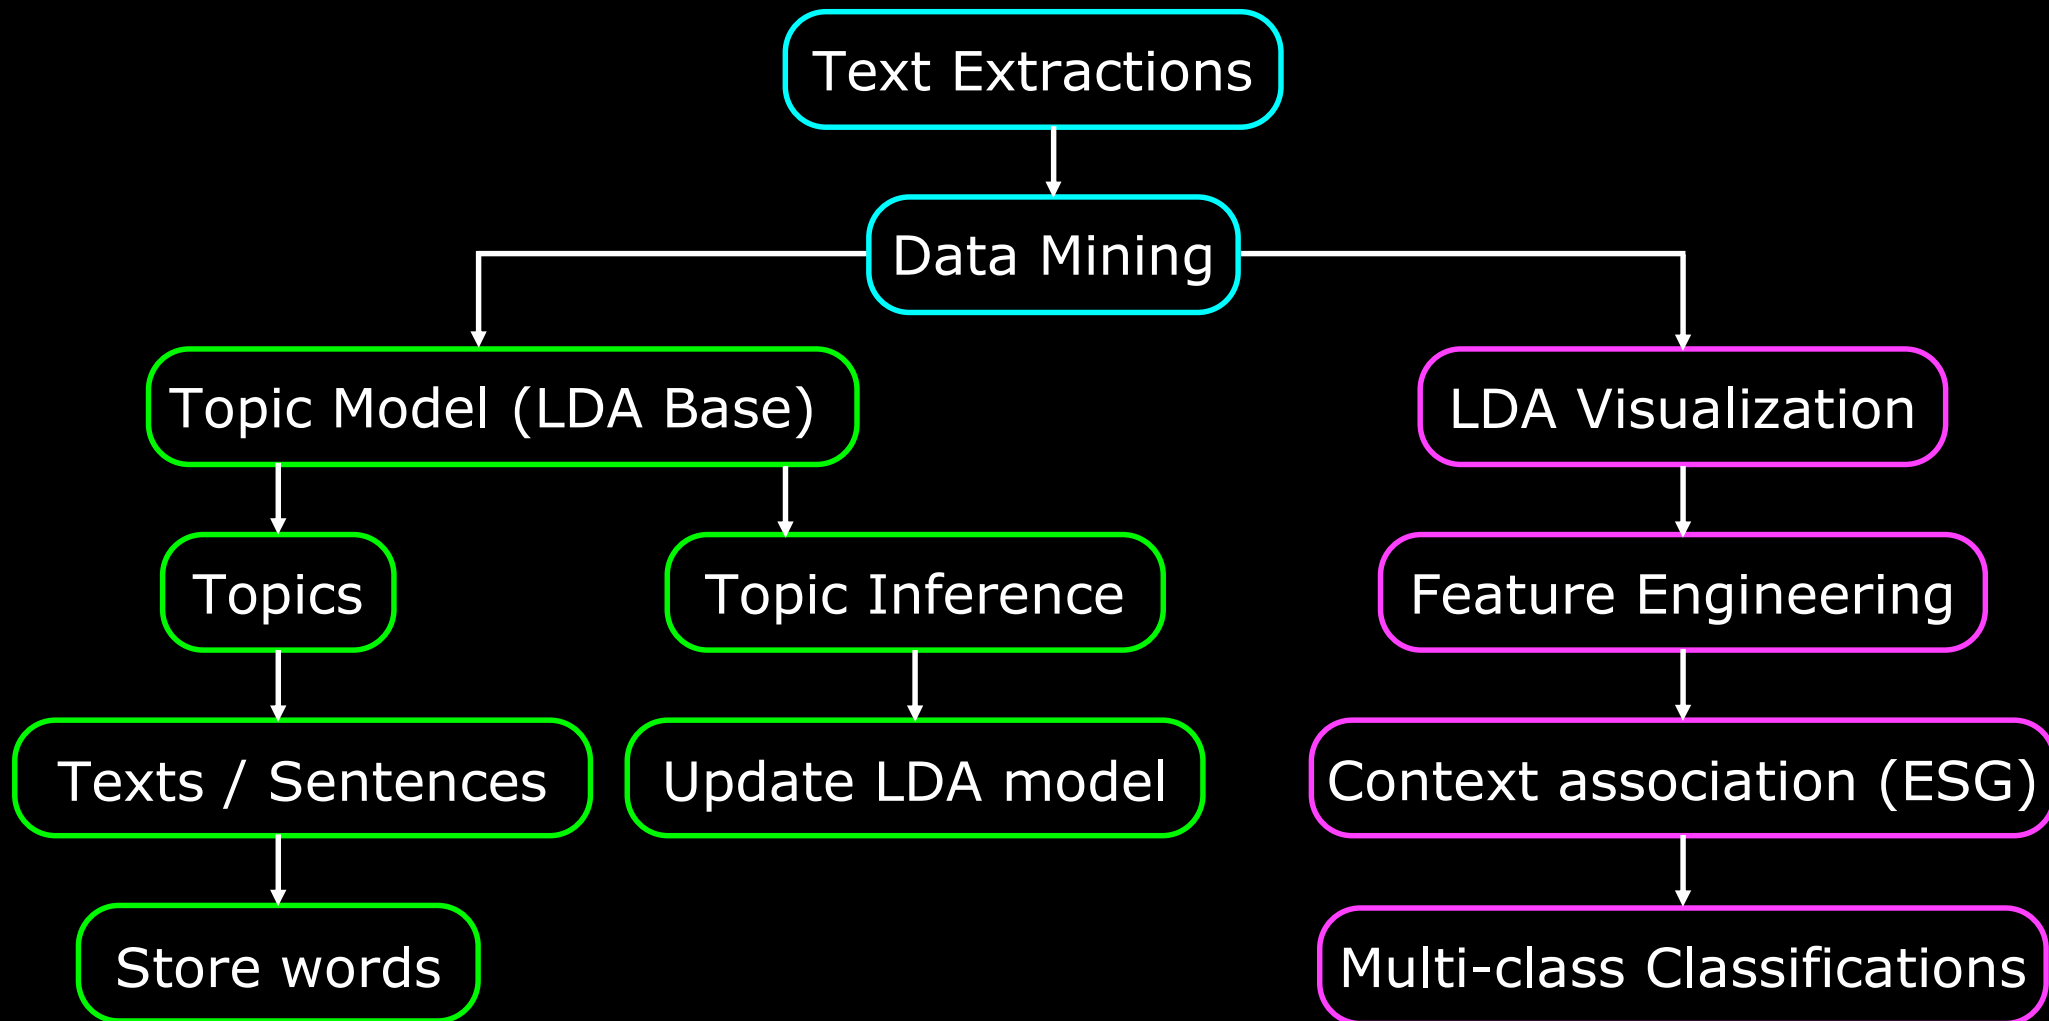 Text Extractions
Data Mining
Topic Model (LDA Base)
LDA Visualization
Topics
Topic Inference
Feature Engineering
Texts / Sentences
Update LDA model
Context association (ESG)
Store words
Multi-class Classifications